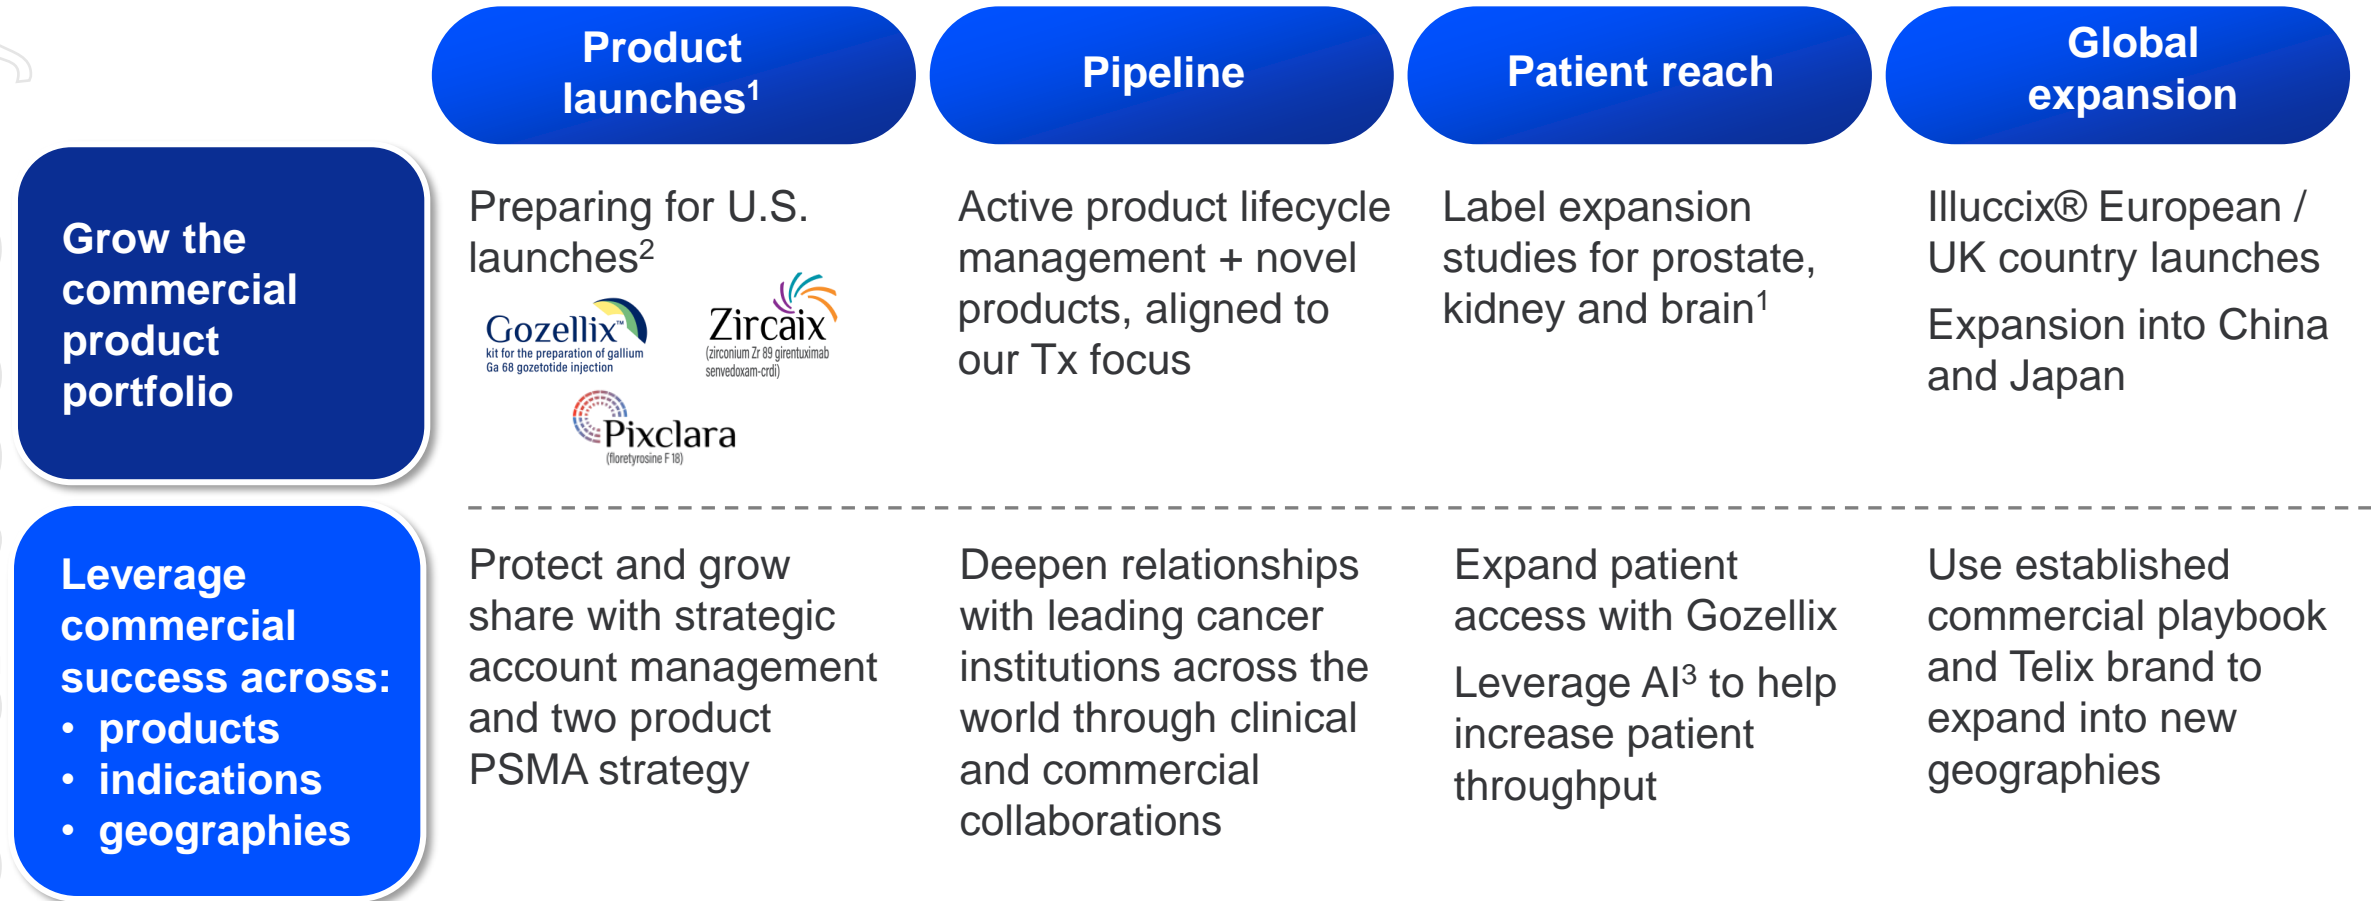 Product
launches¹
Pipeline
Patient reach
Global
expansion
Grow the
commercial
product
portfolio
Preparing for U.S.
launches²
Gozellix™
kit for the preparation of gallium
Ga 68 gozetotide injection
Zircaix
(zirconium Zr 89 girentuximab
senvedoxam-crdi)
Pixclara
(floretyrosine F 18)
Active product lifecycle
management + novel
products, aligned to
our Tx focus
Label expansion
studies for prostate,
kidney and brain¹
Illuccix® European /
UK country launches
Expansion into China
and Japan
Leverage
commercial
success across:
• products
• indications
• geographies
Protect and grow
share with strategic
account management
and two product
PSMA strategy
Deepen relationships
with leading cancer
institutions across the
world through clinical
and commercial
collaborations
Expand patient
access with Gozellix
Leverage AI³ to help
increase patient
throughput
Use established
commercial playbook
and Telix brand to
expand into new
geographies